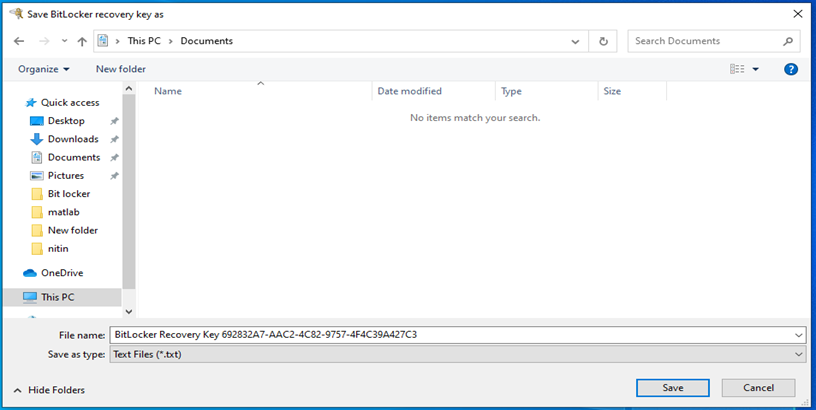 Save BitLocker recovery key as
This PC > Documents
Search Documents
Organize
New folder
Name
Date modified
Type
Size
No items match your search.
Quick access
Desktop
Downloads
Documents
Pictures
Bit locker
matlab
New folder
nitin
OneDrive
This PC
File name: BitLocker Recovery Key 692832A7-AAC2-4C82-9757-4F4C39A427C3
Save as type: Text Files (*.txt)
Hide Folders
Save
Cancel